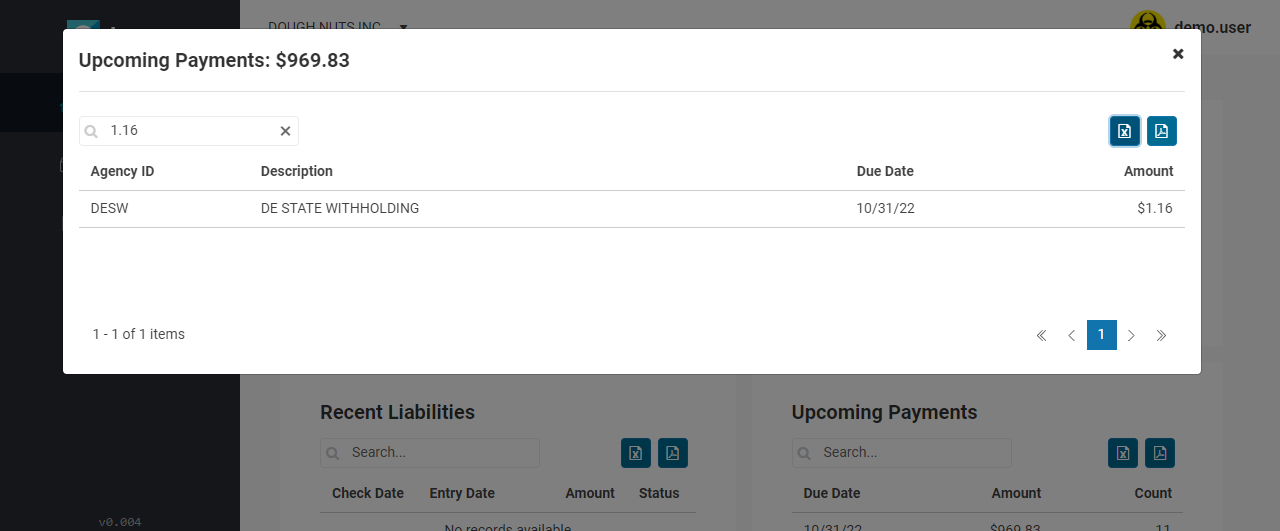 DOUGH NUTS INC
demo.user
Upcoming Payments: $969.83
1.16
Agency ID Description Due Date Amount
DESW DE STATE WITHHOLDING 10/31/22 $1.16
1 - 1 of 1 items
1
Recent Liabilities
Search...
Check Date Entry Date Amount Status
No records available
Upcoming Payments
Search...
Due Date Amount Count
10/31/22 $969.83 11
v0.004